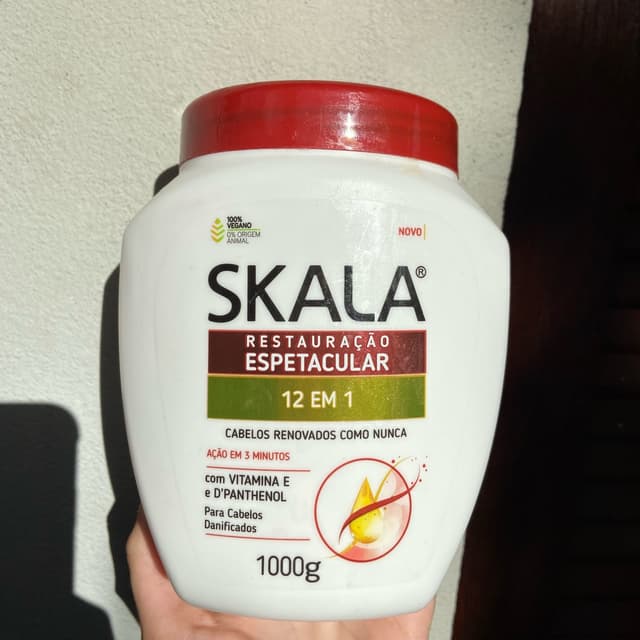 100%
VEGANO
0% ORIGEM
ANIMAL
NOVO
SKALA®
RESTAURAÇÃO
ESPETACULAR
12 EM 1
CABELOS RENOVADOS COMO NUNCA
AÇÃO EM 3 MINUTOS
com VITAMINA E
e D'PANTHENOL
Para Cabelos
Danificados
1000g